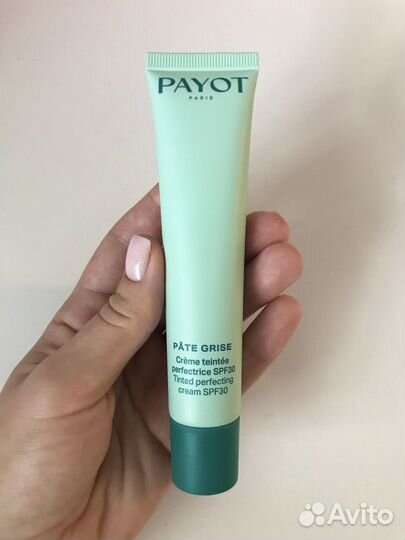 PAYOT
PARIS
PÂTE GRISE
Crème teintée
perfectrice SPF30
Tinted perfecting
cream SPF30
Avito